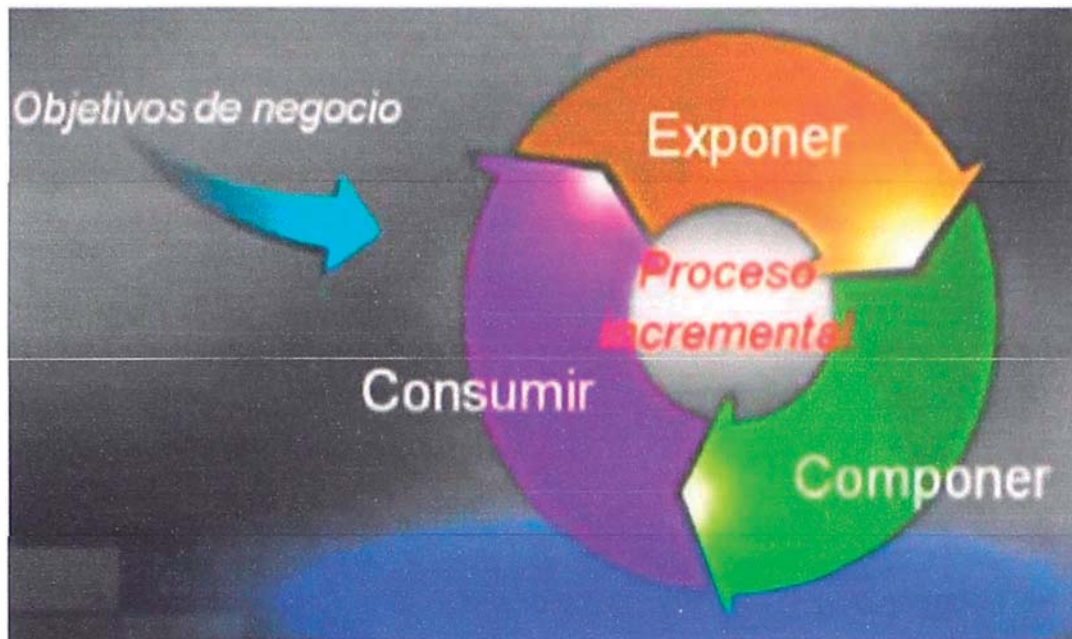 Objetivos de negocio
Exponer
Proceso
incremental
Consumir
Componer